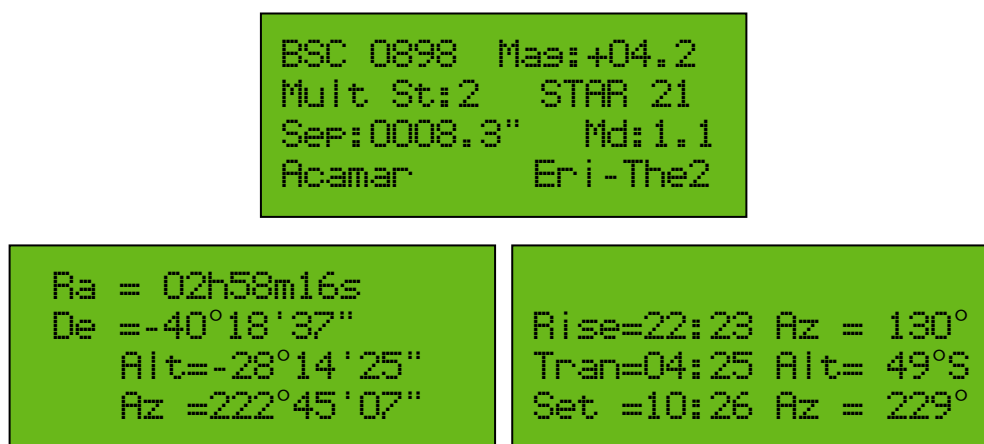 BSC 0898 Mag:+04.2
Mult St:2 STAR 21
Sep:0008.3" Md:1.1
Acamar Eri-The2
Ra = 02h58m16s
De =-40°18'37"
Alt=-28°14'25"
Az =222°45'07"
Rise=22:23 Az = 130°
Tran=04:25 Alt= 49°S
Set =10:26 Az = 229°